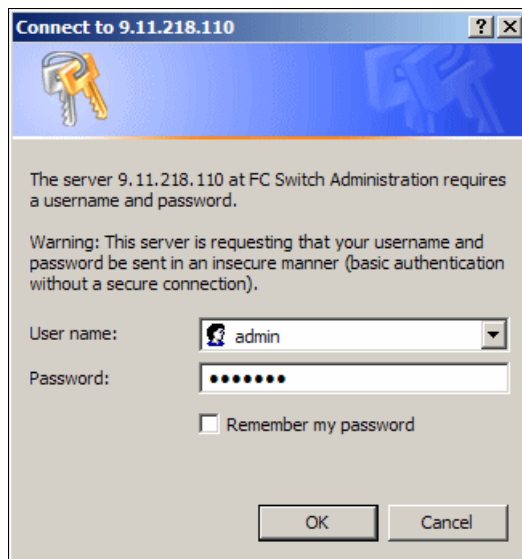 Connect to 9.11.218.110
The server 9.11.218.110 at FC Switch Administration requires
a username and password.
Warning: This server is requesting that your username and
password be sent in an insecure manner (basic authentication
without a secure connection).
User name:
admin
Password:
•••••••
Remember my password
OK
Cancel